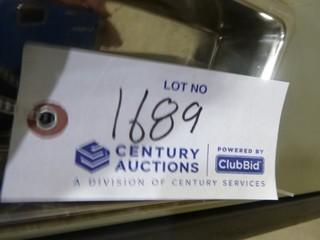 LOT NO
1689
CENTURY AUCTIONS
POWERED BY
ClubBid
A DIVISION OF CENTURY SERVICES